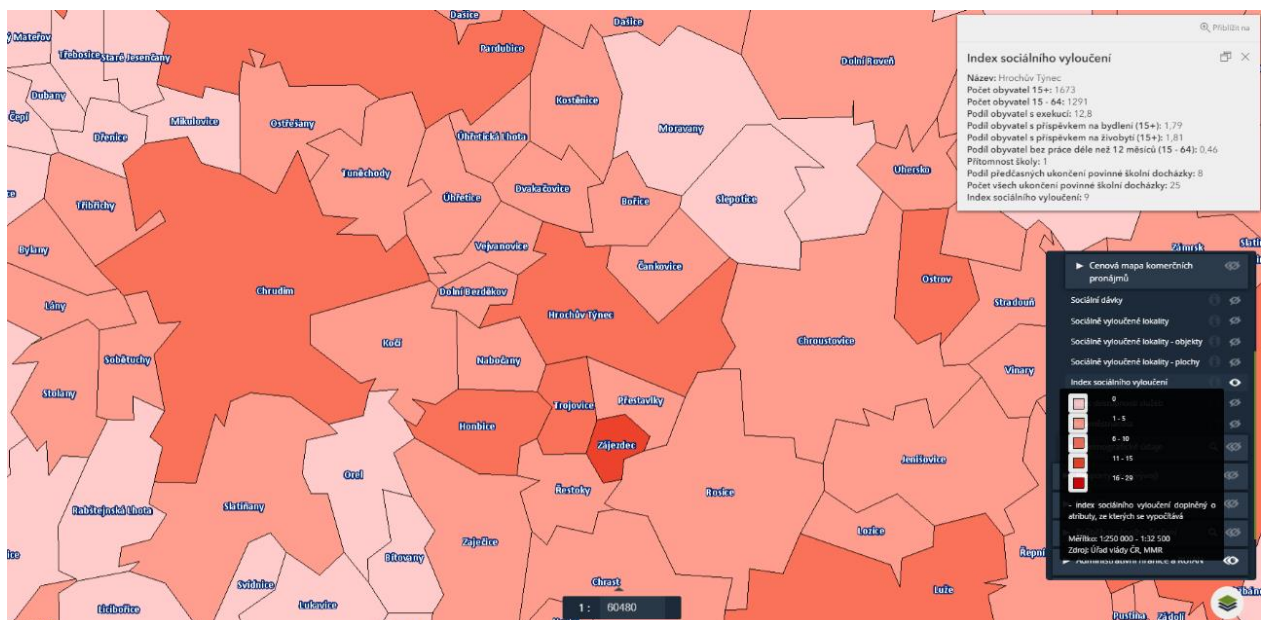 Dašice
Dašice
ý Mateřov
Třebosice
Staré Jesenčany
Pardubice
Dolní Roveň
Dubany
Kostěnice
Čepí
Dřenice
Mikulovice
Ostřešany
Úhřetická Lhota
Moravany
Tuněchody
Uhersko
Úhřetice
Dvakačovice
Bořice
Slepotice
Třibřichy
Bylany
Vejvanovice
Čankovice
Zámrsk
Chrudim
Dolní Bezděkov
Ostrov
Lány
Hrochův Týnec
Stradouň
Kočí
Chroustovice
Sobětuchy
Nabočany
Vinary
Stolany
Trojovice
Přestavlky
Honbice
Zájezdec
Jenišovice
Orel
Řestoky
Rosice
Rabštejnská Lhota
Slatiňany
Lozice
Zaječice
Bítovany
Řepní
Svídnice
Chrast
Luže
Licibořice
Lukavice
Pustina
Zádolí
1 : 60480
Přiblížit na
Index sociálního vyloučení
Název: Hrochův Týnec
Počet obyvatel 15+: 1673
Počet obyvatel 15 - 64: 1291
Podíl obyvatel s exekucí: 12,8
Podíl obyvatel s příspěvkem na bydlení (15+): 1,79
Podíl obyvatel s příspěvkem na živobytí (15+): 1,81
Podíl obyvatel bez práce déle než 12 měsíců (15 - 64): 0,46
Přítomnost školy: 1
Podíl předčasných ukončení povinné školní docházky: 8
Počet všech ukončení povinné školní docházky: 25
Index sociálního vyloučení: 9
Cenová mapa komerčních
pronájmů
Sociální dávky
Sociálně vyloučené lokality
Sociálně vyloučené lokality - objekty
Sociálně vyloučené lokality - plochy
Index sociálního vyloučení
0
1 - 5
6 - 10
11 - 15
16 - 29
- index sociálního vyloučení doplněný o
atributy, ze kterých se vypočítává
Měřítko: 1:250 000 - 1:32 500
Zdroj: Úřad vlády ČR, MMR
Administrativní hranice a RÚIAN